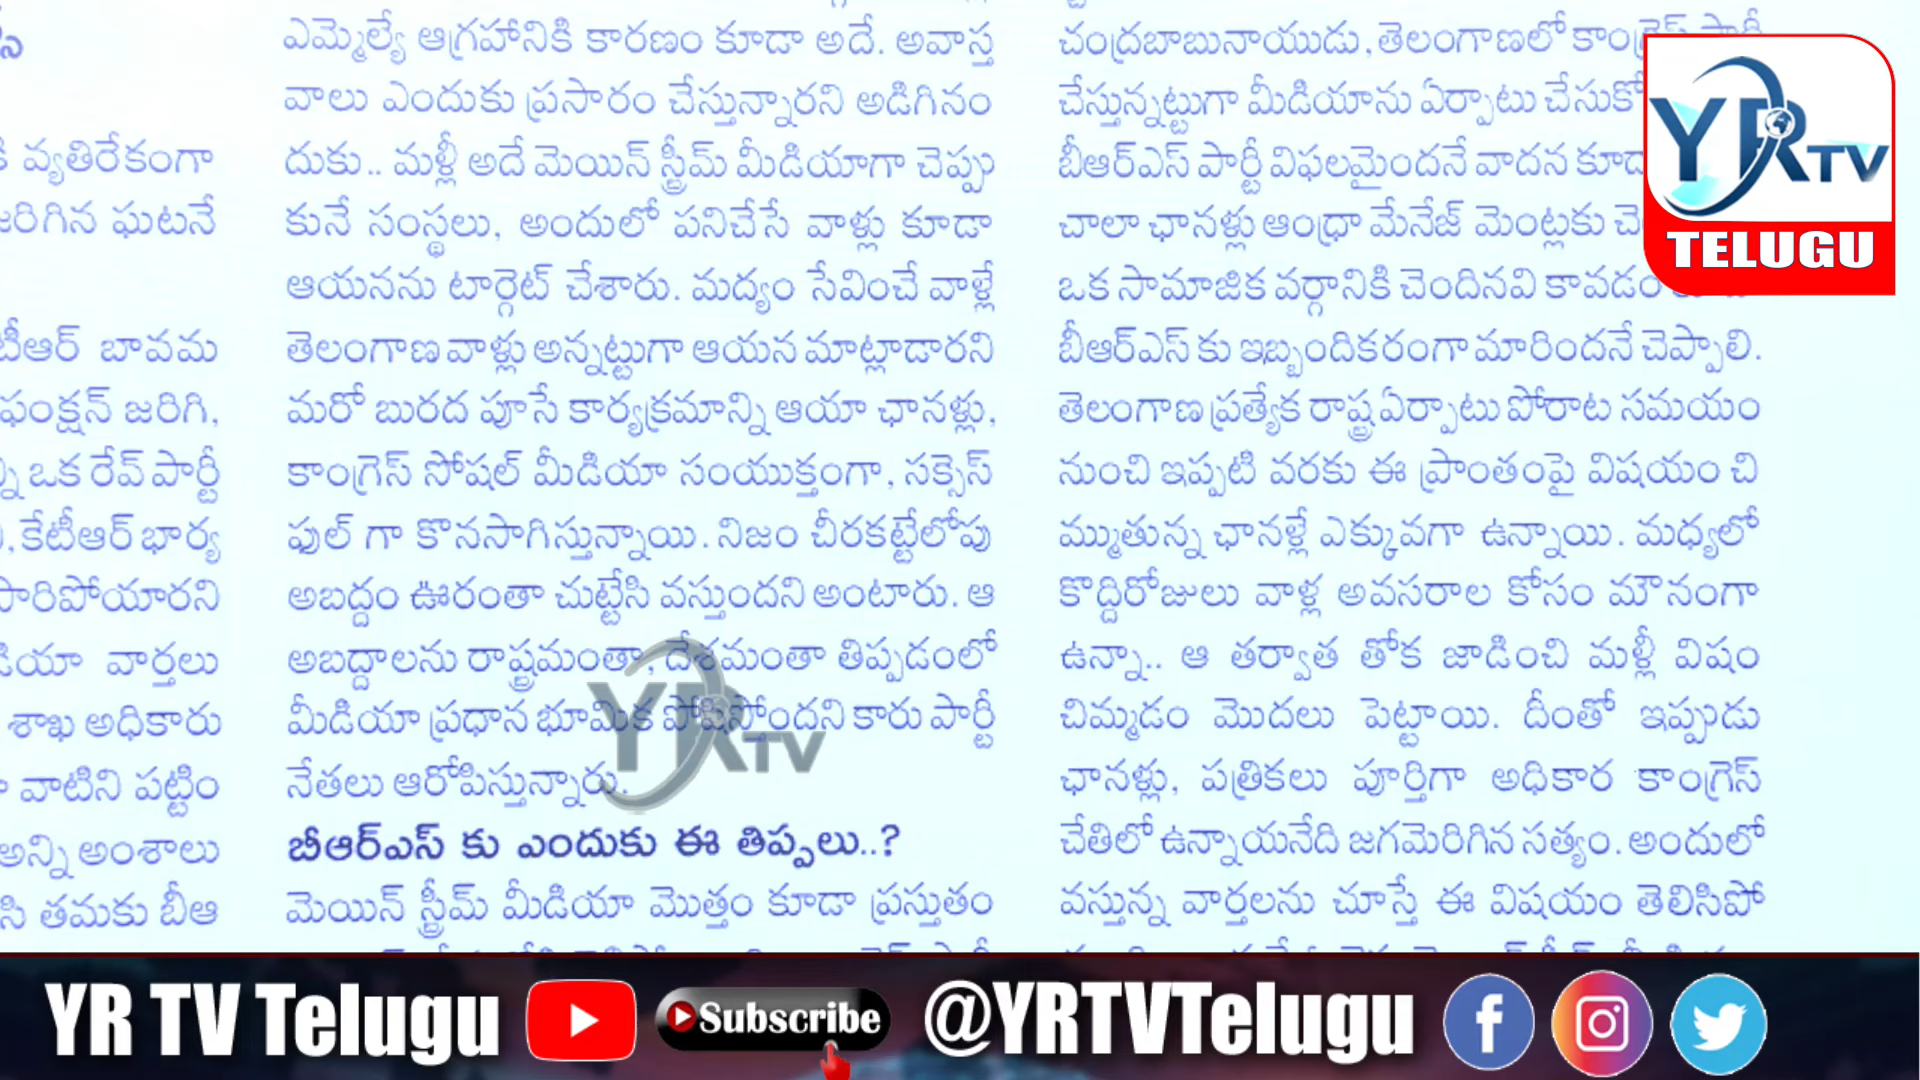 వ్యతిరేకంగా
జరిగిన ఘటనే
టీఆర్ బావమ
ఫంక్షన్ జరిగి,
ఒక రేవ్ పార్టీ
కేటీఆర్ భార్య
పారిపోయారని
డియా వార్తలు
శాఖ అధికారు
వాటిని పట్టిం
అన్ని అంశాలు
సి తమకు బీఆ
ఎమ్మెల్యే ఆగ్రహానికి కారణం కూడా అదే. అవాస్త
వాలు ఎందుకు ప్రసారం చేస్తున్నారని అడిగినం
దుకు.. మళ్లీ అదే మెయిన్ స్ట్రీమ్ మీడియాగా చెప్పు
కునే సంస్థలు, అందులో పనిచేసే వాళ్లు కూడా
ఆయనను టార్గెట్ చేశారు. మద్యం సేవించే వాళ్లే
తెలంగాణ వాళ్లు అన్నట్టుగా ఆయన మాట్లాడారని
మరో బురద పూసే కార్యక్రమాన్ని ఆయా ఛానళ్లు,
కాంగ్రెస్ సోషల్ మీడియా సంయుక్తంగా, సక్సెస్
ఫుల్ గా కొనసాగిస్తున్నాయి. నిజం చీరకట్టేలోపు
అబద్దం ఊరంతా చుట్టేసి వస్తుందని అంటారు. ఆ
అబద్దాలను రాష్ట్రమంతా, దేశమంతా తిప్పడంలో
మీడియా ప్రధాన భూమిక పోషిస్తోందని కారు పార్టీ
నేతలు ఆరోపిస్తున్నారు.
బీఆర్ఎస్ కు ఎందుకు ఈ తిప్పలు..?
మెయిన్ స్ట్రీమ్ మీడియా మొత్తం కూడా ప్రస్తుతం
చంద్రబాబునాయుడు, తెలంగాణలో కాంగ్రెస్ పార్టీ
చేస్తున్నట్టుగా మీడియాను ఏర్పాటు చేసుకో
బీఆర్ఎస్ పార్టీ విఫలమైందనే వాదన కూడ
చాలా ఛానళ్లు ఆంధ్రా మేనేజ్ మెంట్లకు చె
ఒక సామాజిక వర్గానికి చెందినవి కావడం
బీఆర్ఎస్ కు ఇబ్బందికరంగా మారిందనే చెప్పాలి.
తెలంగాణ ప్రత్యేక రాష్ట్ర ఏర్పాటు పోరాట సమయం
నుంచి ఇప్పటి వరకు ఈ ప్రాంతంపై విషయం చి
మ్ముతున్న ఛానళ్లే ఎక్కువగా ఉన్నాయి. మధ్యలో
కొద్దిరోజులు వాళ్ల అవసరాల కోసం మౌనంగా
ఉన్నా.. ఆ తర్వాత తోక జాడించి మళ్లీ విషం
చిమ్మడం మొదలు పెట్టాయి. దీంతో ఇప్పుడు
ఛానళ్లు, పత్రికలు పూర్తిగా అధికార కాంగ్రెస్
చేతిలో ఉన్నాయనేది జగమెరిగిన సత్యం. అందులో
వస్తున్న వార్తలను చూస్తే ఈ విషయం తెలిసిపో
YRTV
TELUGU
YRTV
YR TV Telugu
Subscribe
@YRTVTelugu